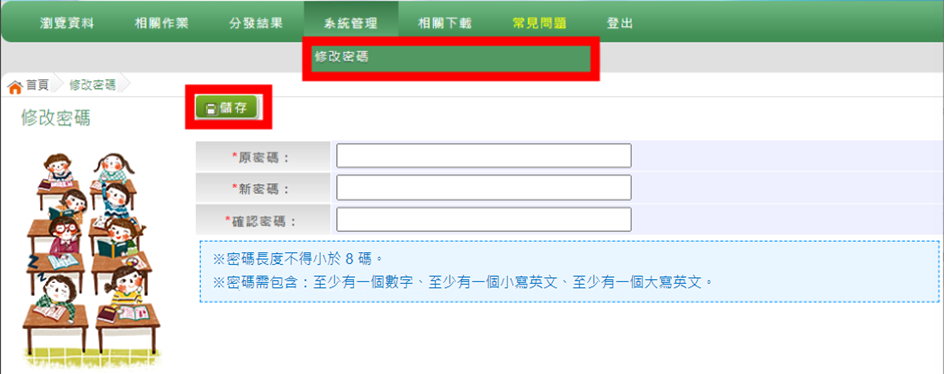 瀏覽資料 相關作業 分發結果 系統管理 相關下載 常見問題 登出
修改密碼
首頁 修改密碼
修改密碼
儲存
*原密碼：
*新密碼：
*確認密碼：
※密碼長度不得小於 8 碼。
※密碼需包含：至少有一個數字、至少有一個小寫英文、至少有一個大寫英文。